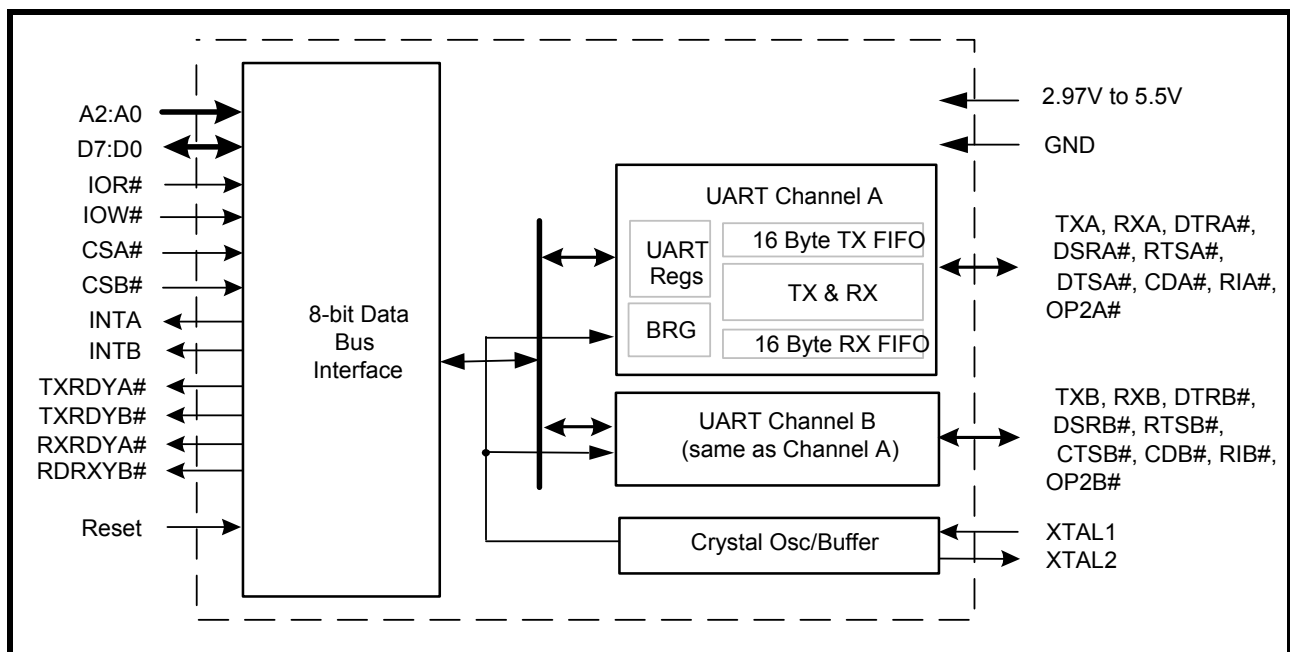 A2:A0
D7:D0
IOR#
IOW#
CSA#
CSB#
INTA
INTB
TXRDYA#
TXRDYB#
RXRDYA#
RDRXYB#
Reset
8-bit Data
Bus
Interface
UART Channel A
UART
Regs
BRG
16 Byte TX FIFO
TX & RX
16 Byte RX FIFO
UART Channel B
(same as Channel A)
Crystal Osc/Buffer
2.97V to 5.5V
GND
TXA, RXA, DTRA#,
DSRA#, RTSA#,
DTSA#, CDA#, RIA#,
OP2A#
TXB, RXB, DTRB#,
DSRB#, RTSB#,
CTSB#, CDB#, RIB#,
OP2B#
XTAL1
XTAL2